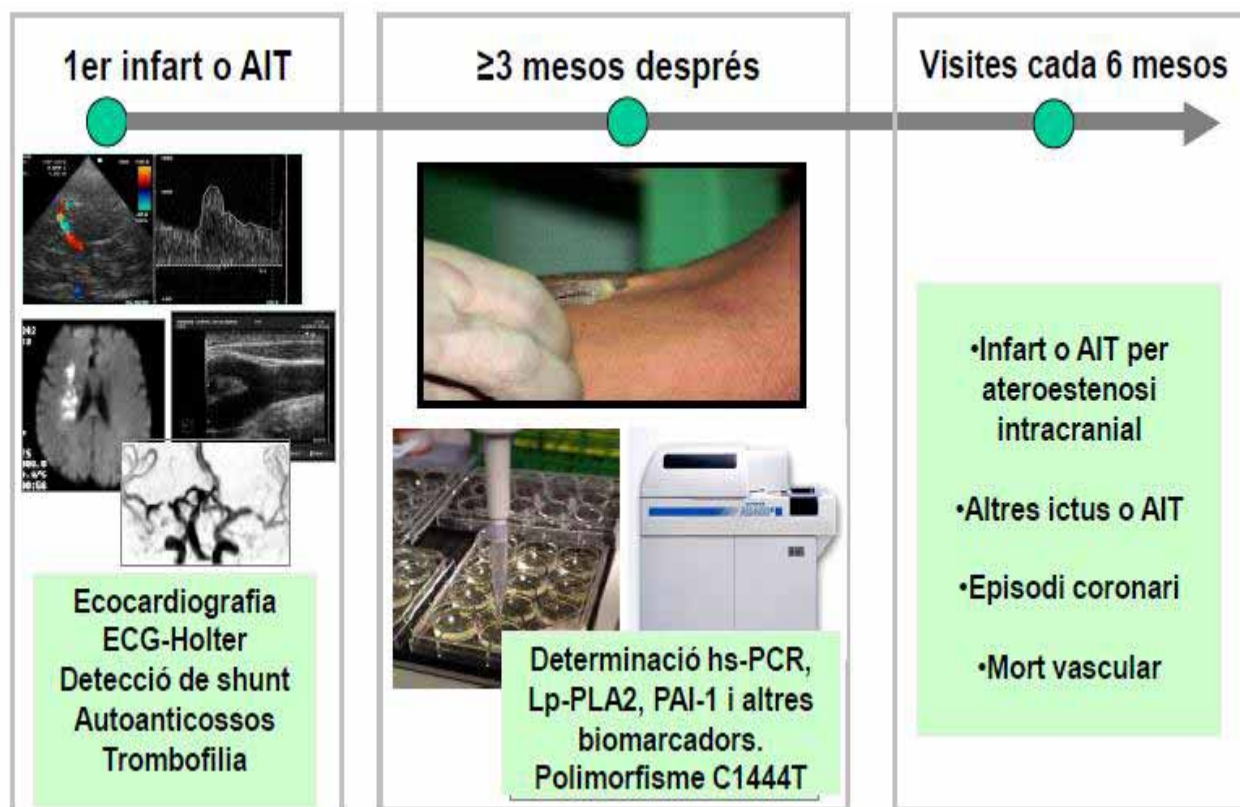 1er infart o AIT
Ecocardiografia
ECG-Holter
Detecció de shunt
Autoanticossos
Trombofilia
≥3 mesos després
Determinació hs-PCR,
Lp-PLA2, PAI-1 i altres
biomarcadors.
Polimorfisme C1444T
Visites cada 6 mesos
•Infart o AIT per
ateroestenosi
intracranial
•Altres ictus o AIT
•Episodi coronari
•Mort vascular